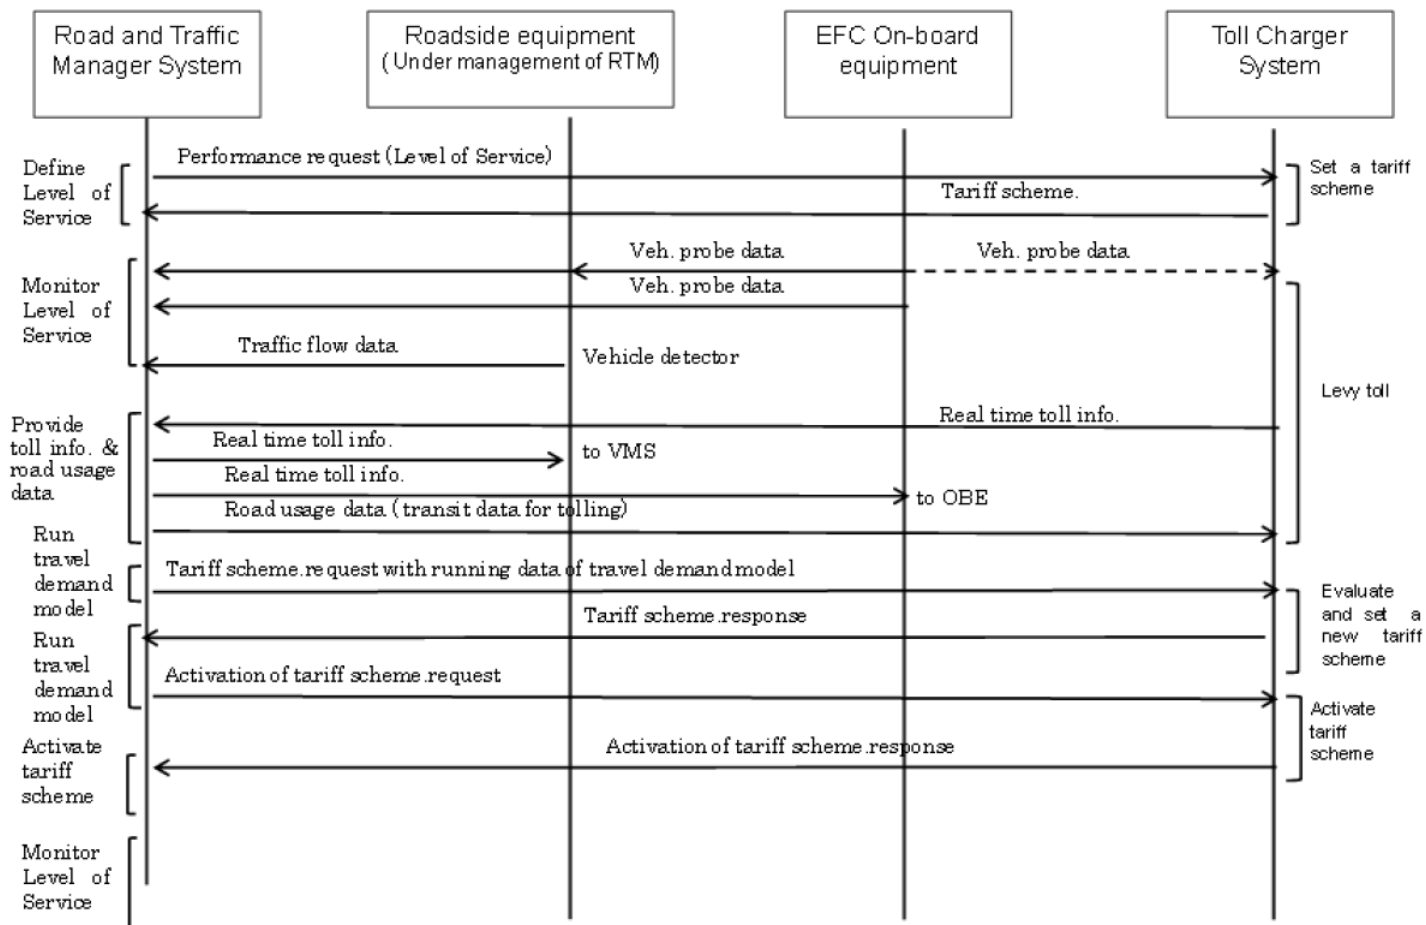 Road and Traffic
Manager System
Roadside equipment
( Under management of RTM)
EFC On-board
equipment
Toll Charger
System
Define
Level of
Service
Performance request (Level of Service)
Set a tariff
scheme
Tariff scheme.
Monitor
Level of
Service
Veh. probe data
Veh. probe data
Veh. probe data
Traffic flow data
Vehicle detector
Levy toll
Provide
toll info. &
road usage
data
Real time toll info.
Real time toll info.
to VMS
Real time toll info.
to OBE
Road usage data ( transit data for tolling)
Run
travel
demand
model
Tariff scheme.request with running data of travel demand model
Evaluate
and set a
new tariff
scheme
Tariff scheme.response
Run
travel
demand
model
Activation of tariff scheme.request
Activate
tariff
scheme
Activate
tariff
scheme
Activation of tariff scheme.response
Monitor
Level of
Service